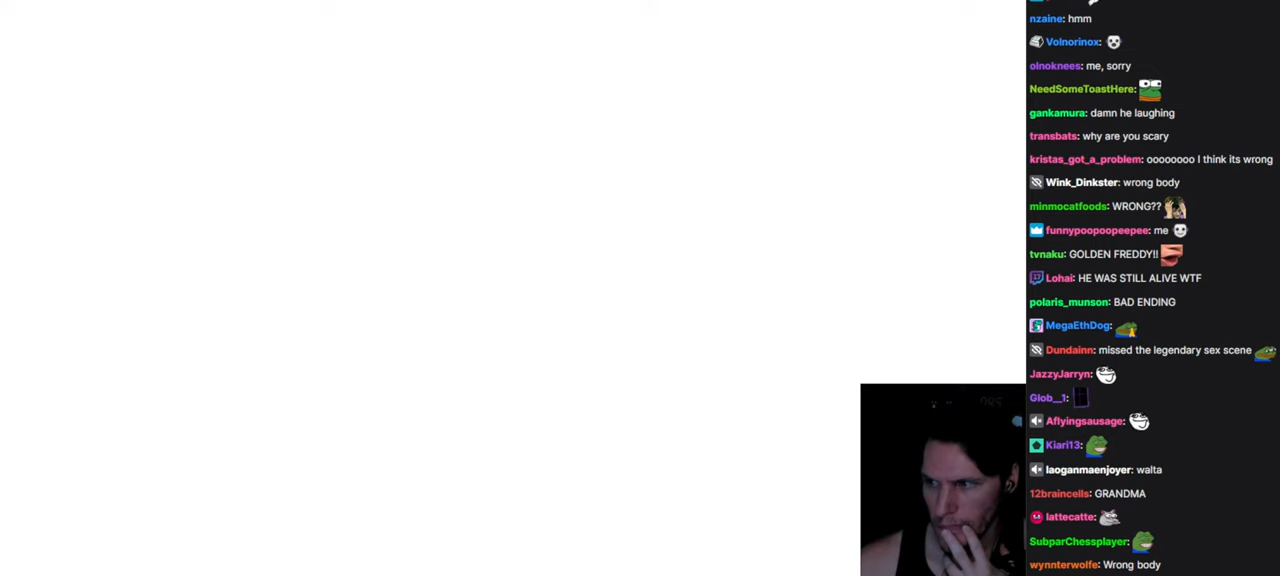 nzaine: hmm
Volnorinox:
olnoknees: me, sorry
NeedSomeToastHere:
gankamura: damn he laughing
transbats: why are you scary
kristas_got_a_problem: oooooooo I think its wrong
Wink_Dinkster: wrong body
minmocatfoods: WRONG??
funnypoopoopeepee: me
tvnaku: GOLDEN FREDDY!!
Lohai: HE WAS STILL ALIVE WTF
polaris_munson: BAD ENDING
MegaEthDog:
Dundainn: missed the legendary sex scene
JazzyJarryn:
Glob__1:
Aflyingsausage:
Kiari13:
laoganmaenjoyer: walta
12braincells: GRANDMA
lattecatte:
SubparChessplayer:
wynnterwolfe: Wrong body